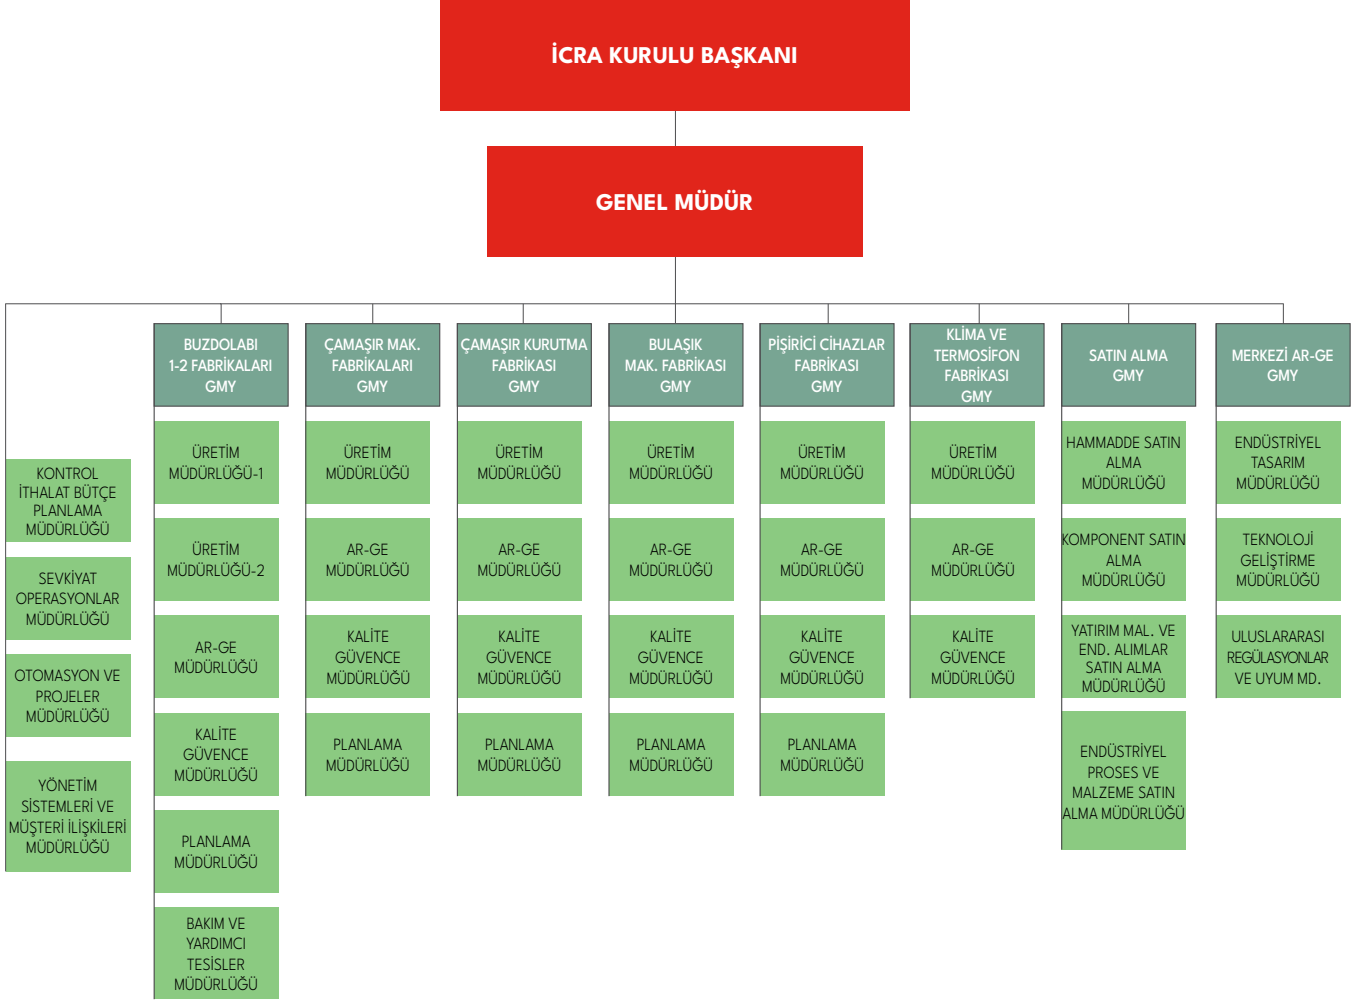 İCRA KURULU BAŞKANI
GENEL MÜDÜR
KONTROL
İTHALAT BÜTÇE
PLANLAMA
MÜDÜRLÜĞÜ
SEVKİYAT
OPERASYONLAR
MÜDÜRLÜĞÜ
OTOMASYON VE
PROJELER
MÜDÜRLÜĞÜ
YÖNETİM
SİSTEMLERİ VE
MÜŞTERİ İLİŞKİLERİ
MÜDÜRLÜĞÜ
BUZDOLABI
1-2 FABRİKALARI
GMY
ÜRETİM
MÜDÜRLÜĞÜ-1
ÜRETİM
MÜDÜRLÜĞÜ-2
AR-GE
MÜDÜRLÜĞÜ
KALİTE
GÜVENCE
MÜDÜRLÜĞÜ
PLANLAMA
MÜDÜRLÜĞÜ
BAKIM VE
YARDIMCI
TESİSLER
MÜDÜRLÜĞÜ
ÇAMAŞIR MAK.
FABRİKALARI
GMY
ÜRETİM
MÜDÜRLÜĞÜ
AR-GE
MÜDÜRLÜĞÜ
KALİTE
GÜVENCE
MÜDÜRLÜĞÜ
PLANLAMA
MÜDÜRLÜĞÜ
ÇAMAŞIR KURUTMA
FABRİKASI
GMY
ÜRETİM
MÜDÜRLÜĞÜ
AR-GE
MÜDÜRLÜĞÜ
KALİTE
GÜVENCE
MÜDÜRLÜĞÜ
PLANLAMA
MÜDÜRLÜĞÜ
BULAŞIK
MAK. FABRİKASI
GMY
ÜRETİM
MÜDÜRLÜĞÜ
AR-GE
MÜDÜRLÜĞÜ
KALİTE
GÜVENCE
MÜDÜRLÜĞÜ
PLANLAMA
MÜDÜRLÜĞÜ
PİŞİRİCİ CİHAZLAR
FABRİKASI
GMY
ÜRETİM
MÜDÜRLÜĞÜ
AR-GE
MÜDÜRLÜĞÜ
KALİTE
GÜVENCE
MÜDÜRLÜĞÜ
PLANLAMA
MÜDÜRLÜĞÜ
KLİMA VE
TERMOSİFON
FABRİKASI
GMY
ÜRETİM
MÜDÜRLÜĞÜ
AR-GE
MÜDÜRLÜĞÜ
KALİTE
GÜVENCE
MÜDÜRLÜĞÜ
SATIN ALMA
GMY
HAMMADDE SATIN
ALMA
MÜDÜRLÜĞÜ
KOMPONENT SATIN
ALMA
MÜDÜRLÜĞÜ
YATIRIM MAL. VE
END. ALIMLAR
SATIN ALMA
MÜDÜRLÜĞÜ
ENDÜSTRİYEL
PROSES VE
MALZEME SATIN
ALMA MÜDÜRLÜĞÜ
MERKEZİ AR-GE
GMY
ENDÜSTRİYEL
TASARIM
MÜDÜRLÜĞÜ
TEKNOLOJİ
GELİŞTİRME
MÜDÜRLÜĞÜ
ULUSLARARASI
REGÜLASYONLAR
VE UYUM MD.